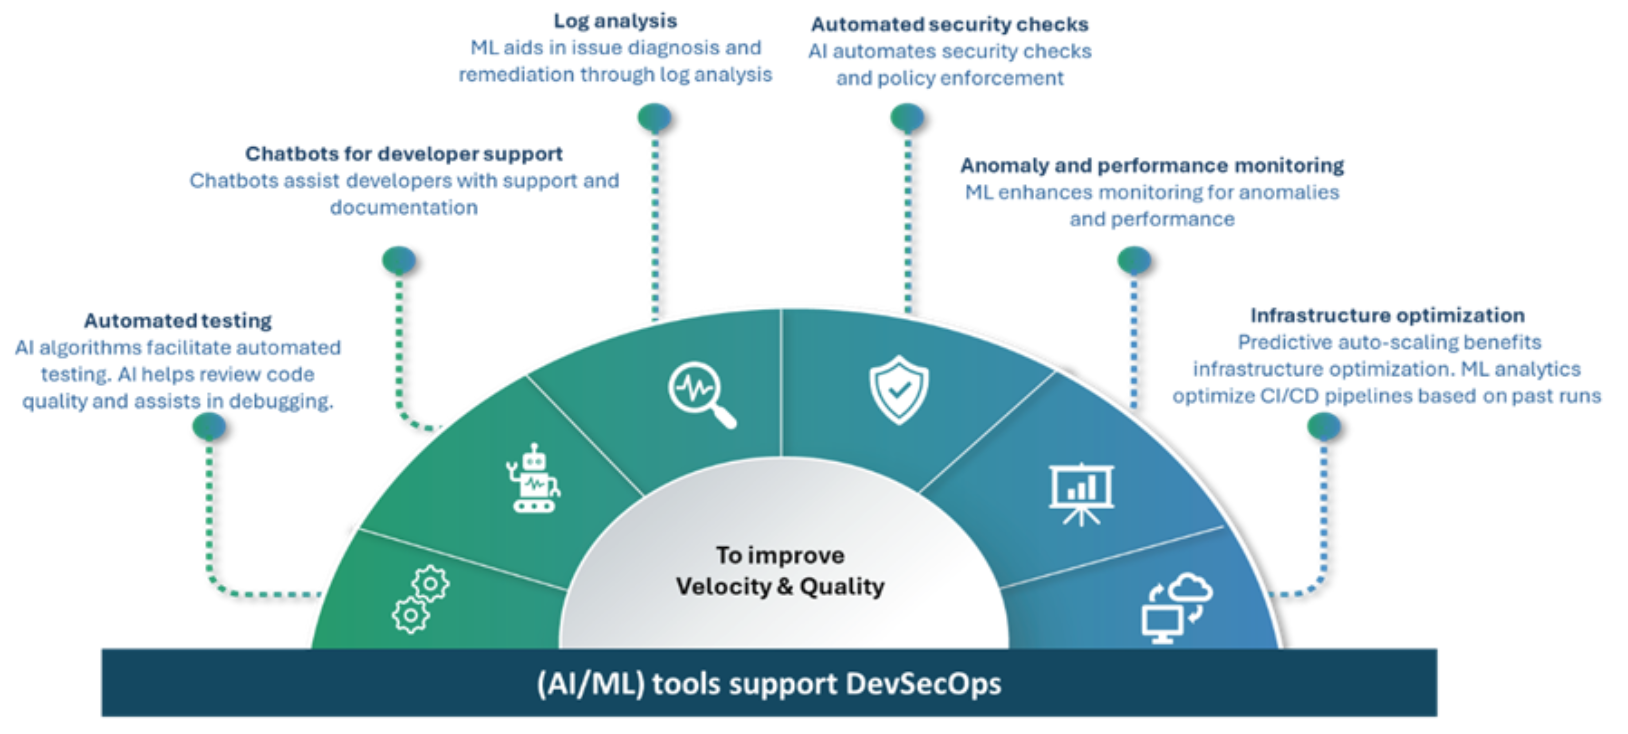 Log analysis
ML aids in issue diagnosis and
remediation through log analysis
Automated security checks
AI automates security checks
and policy enforcement
Chatbots for developer support
Chatbots assist developers with support and
documentation
Anomaly and performance monitoring
ML enhances monitoring for anomalies
and performance
Automated testing
AI algorithms facilitate automated
testing. AI helps review code
quality and assists in debugging.
Infrastructure optimization
Predictive auto-scaling benefits
infrastructure optimization. ML analytics
optimize CI/CD pipelines based on past runs
To improve
Velocity & Quality
(AI/ML) tools support DevSecOps